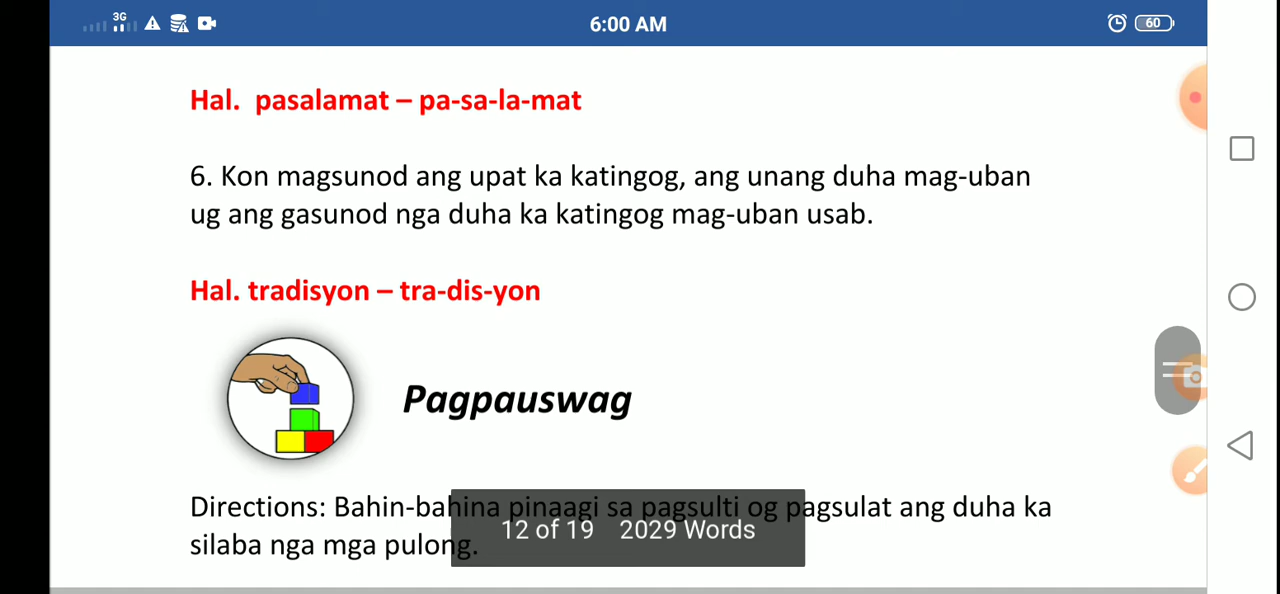 3G
6:00 AM
60
Hal. pasalamat – pa-sa-la-mat
6. Kon magsunod ang upat ka katingog, ang unang duha mag-uban
ug ang gasunod nga duha ka katingog mag-uban usab.
Hal. tradisyon – tra-dis-yon
Pagpauswag
Directions: Bahin-bahina pinaagi sa pagsulti og pagsulat ang duha ka
silaba nga mga pulong.
12 of 19 2029 Words